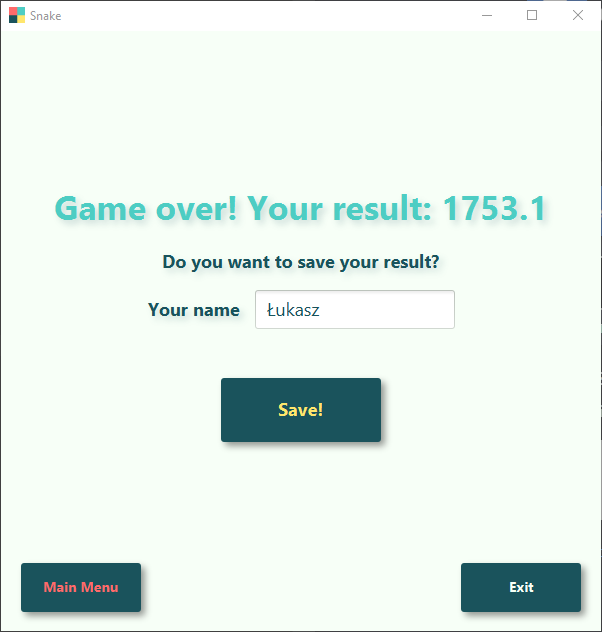 Snake
Game over! Your result: 1753.1
Do you want to save your result?
Your name Łukasz
Save!
Main Menu Exit